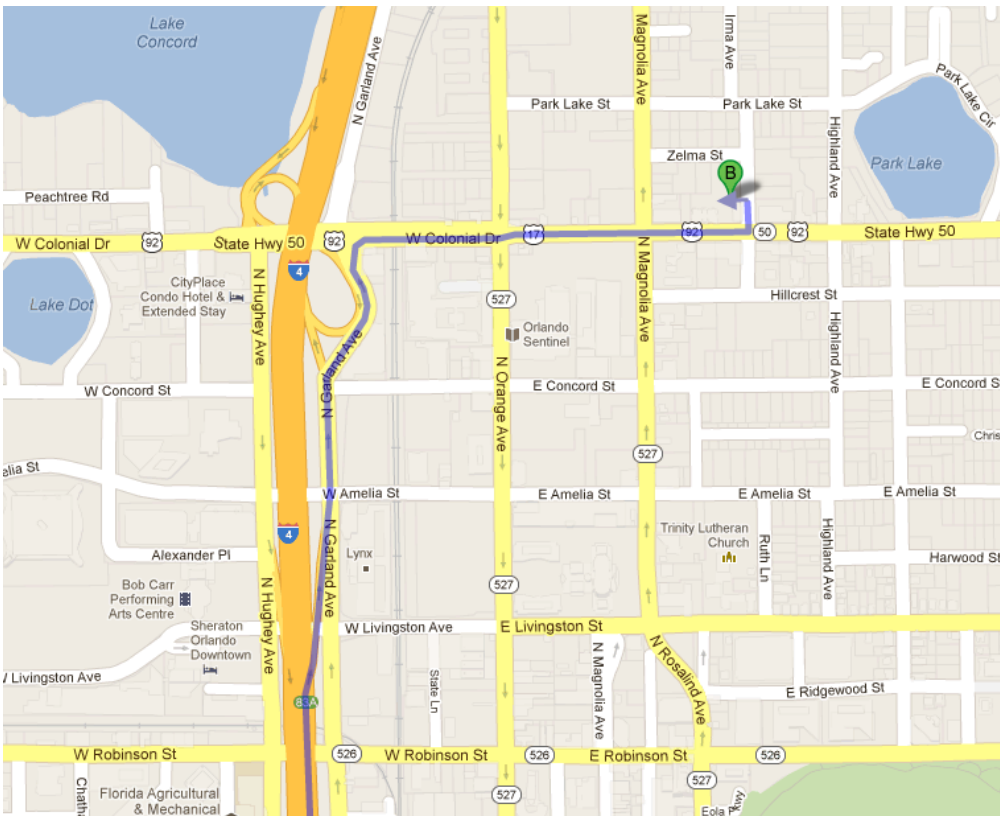 Lake
Concord
N Garland Ave
Magnolia Ave
Irma Ave
Park Lake St
Park Lake St
Park Lake Cir
Highland Ave
Zelma St
Park Lake
B
Peachtree Rd
W Colonial Dr
92
State Hwy 50
92
W Colonial Dr
17
92
50
92
State Hwy 50
4
CityPlace
Condo Hotel &
Extended Stay
Lake Dot
N Hughey Ave
527
Orlando
Sentinel
N Magnolia Ave
Hillcrest St
Highland Ave
N Garland Ave
W Concord St
N Orange Ave
E Concord St
E Concord S
Chris
527
elia St
W Amelia St
E Amelia St
E Amelia St
E Amelia St
4
Alexander Pl
N Garland Ave
Lynx
Trinity Lutheran
Church
Ruth Ln
Highland Ave
Harwood St
Bob Carr
Performing
Arts Centre
N Hughey Ave
527
Sheraton
Orlando
Downtown
W Livingston Ave
E Livingston St
W Livingston Ave
State Ln
N Magnolia Ave
N Rosalind Ave
E Ridgewood St
83A
W Robinson St
526
W Robinson St
526
E Robinson St
526
Chatha
Florida Agricultural
& Mechanical
527
527
Eola
kwy